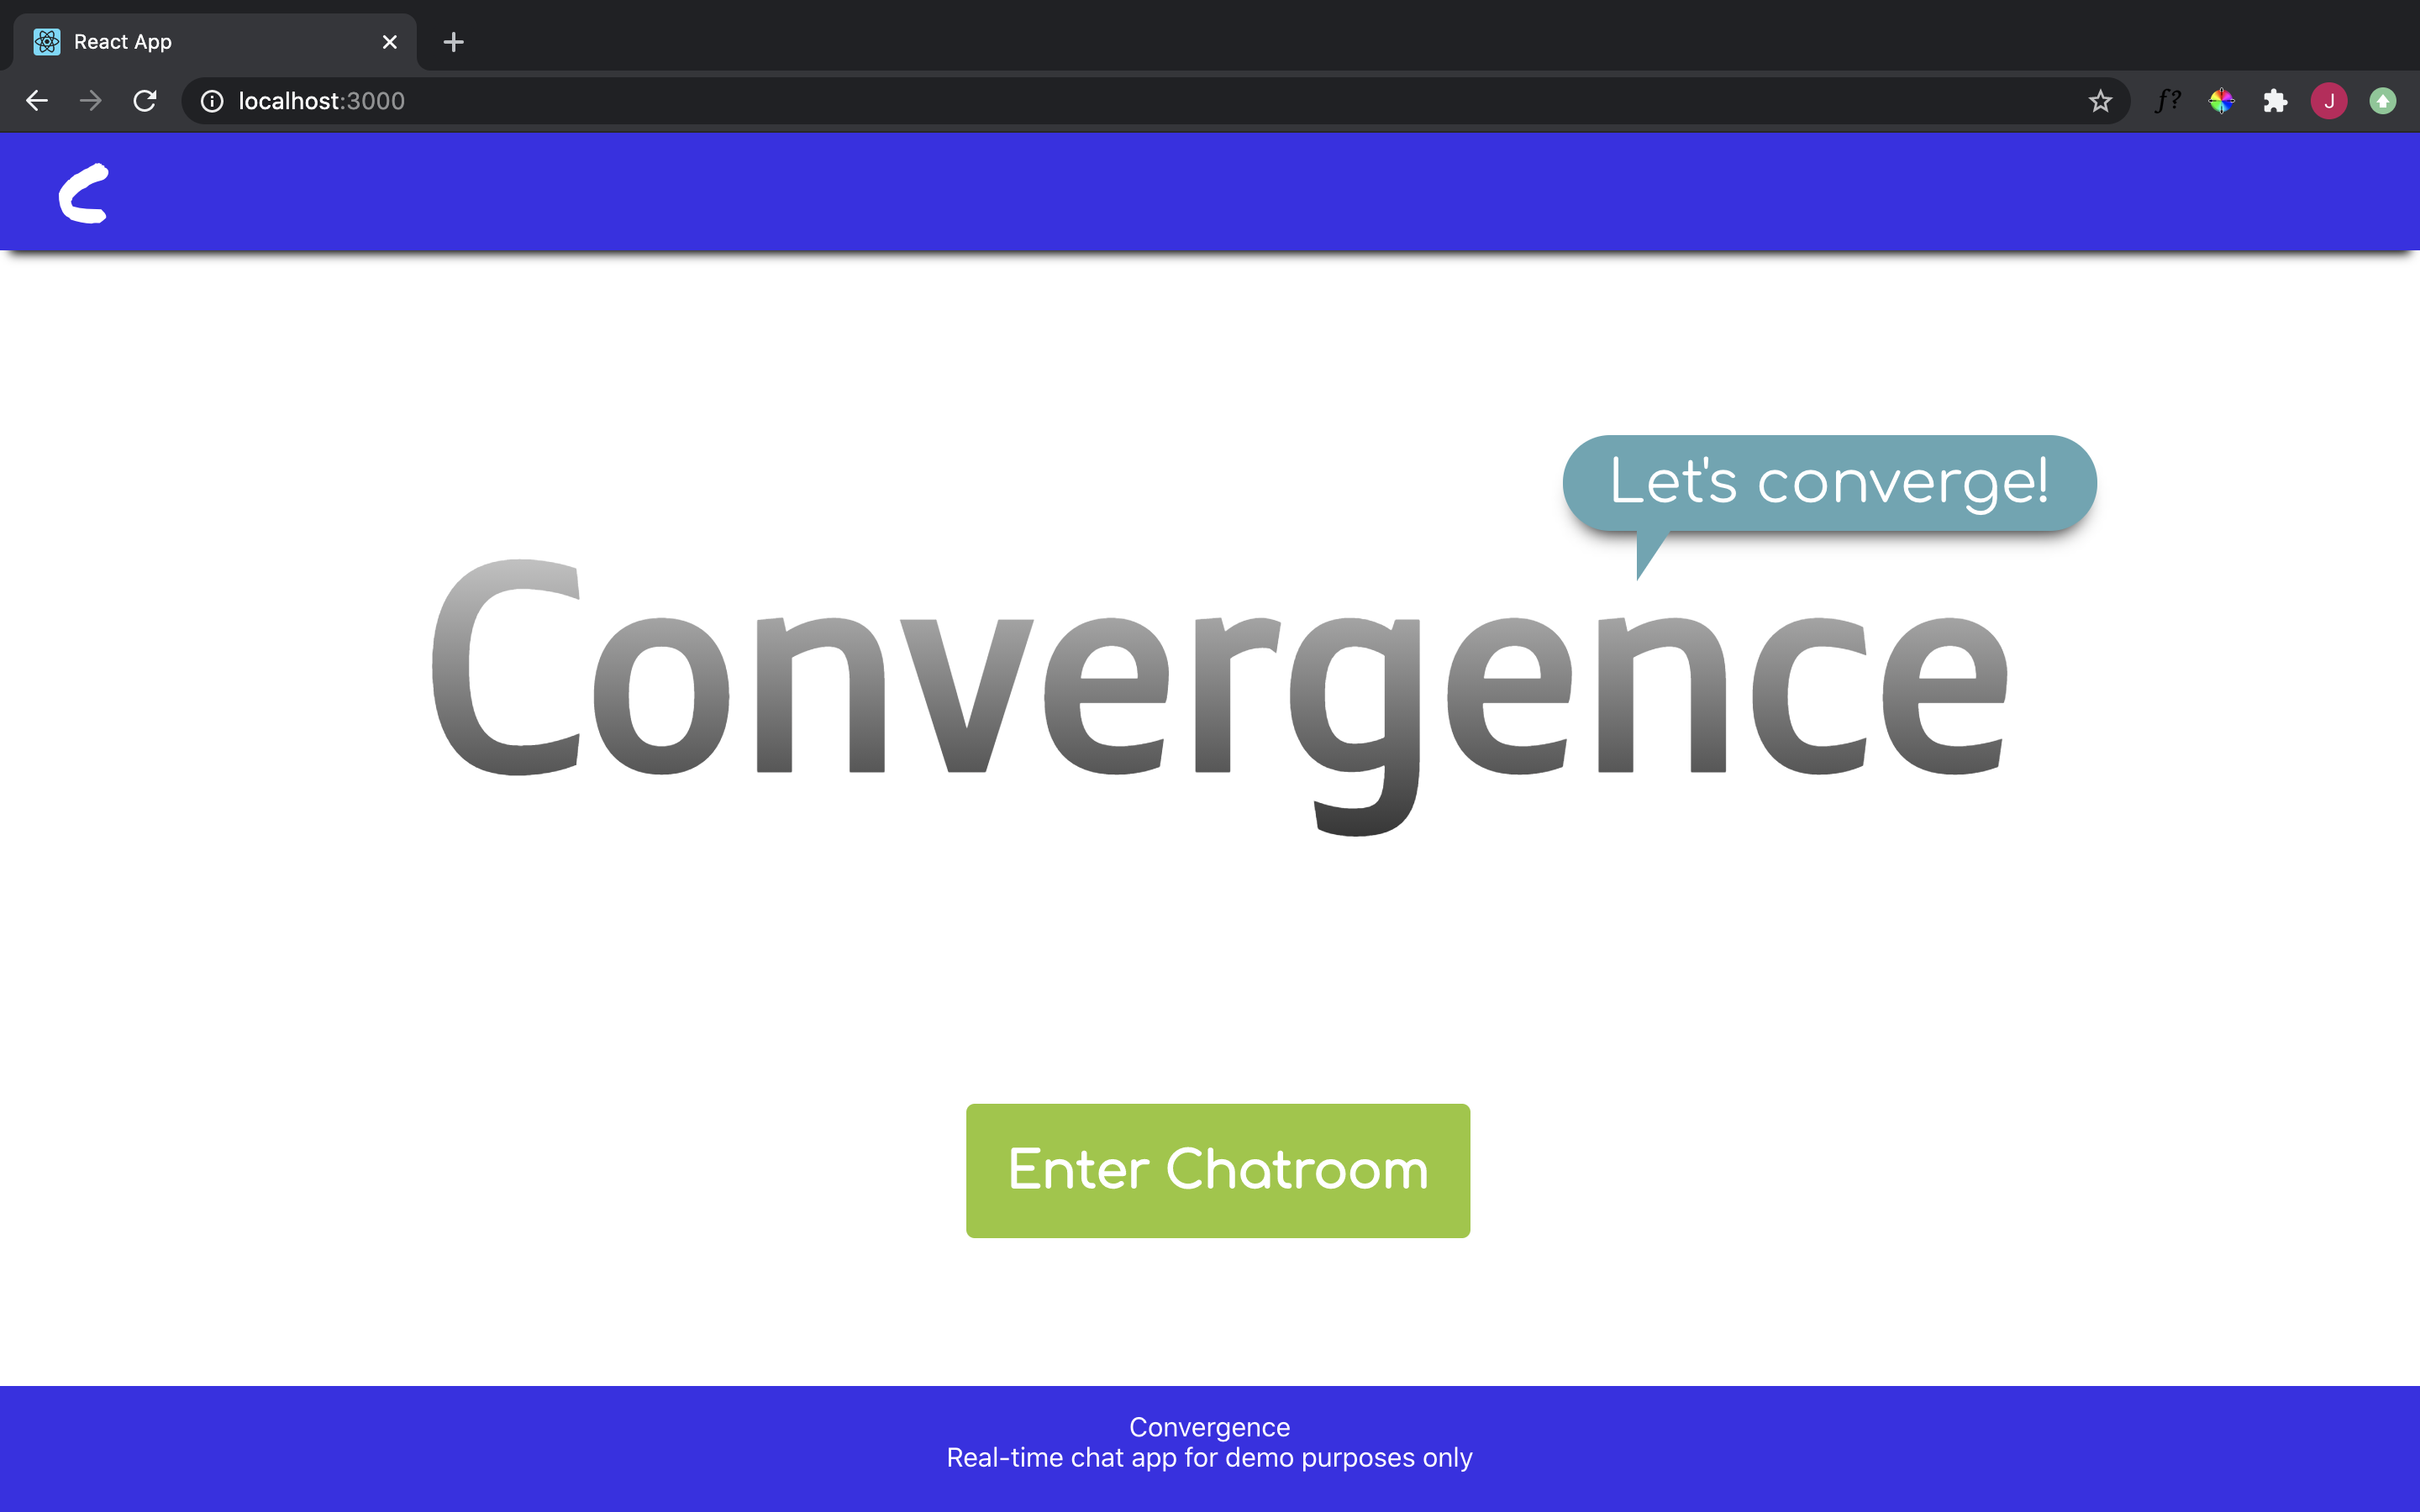 React App
localhost:3000
f?
J
C
Let's converge!
Convergence
Enter Chatroom
Convergence
Real-time chat app for demo purposes only